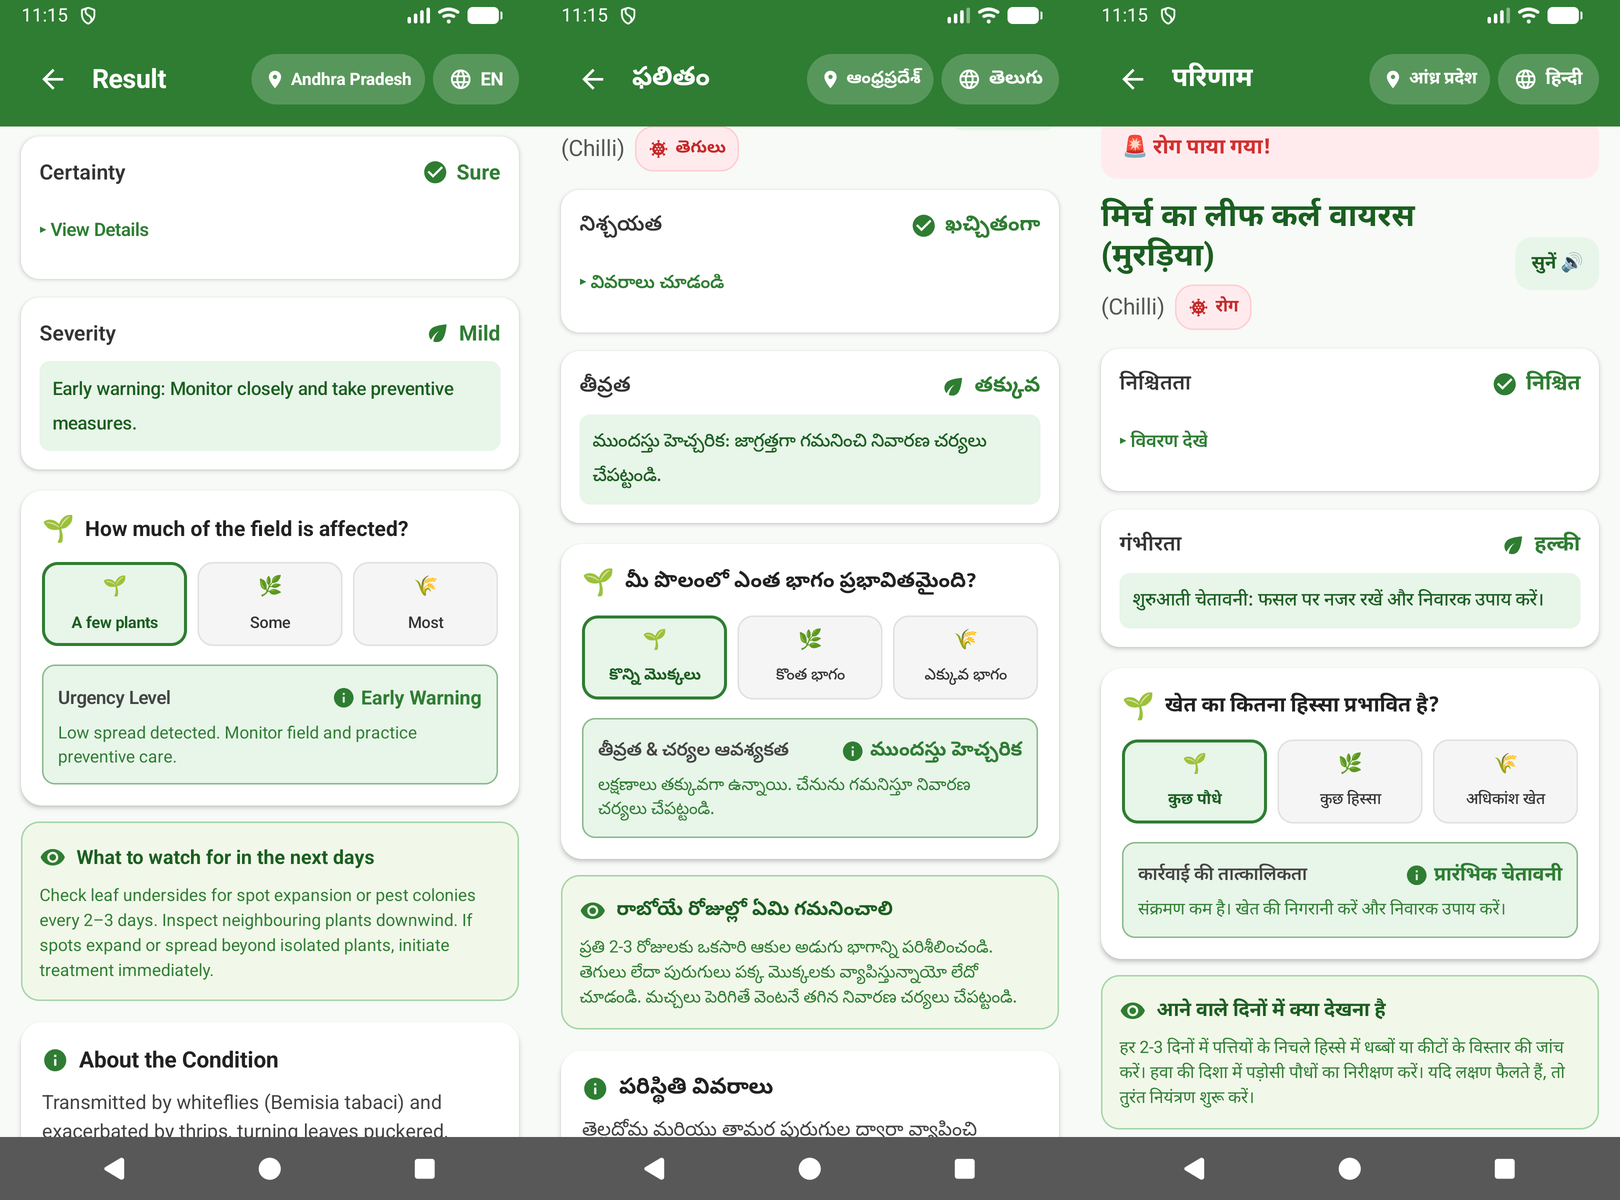 11:15
Result
Andhra Pradesh
EN
Certainty
Sure
▸ View Details
Severity
Mild
Early warning: Monitor closely and take preventive
measures.
How much of the field is affected?
A few plants
Some
Most
Urgency Level
Early Warning
Low spread detected. Monitor field and practice
preventive care.
What to watch for in the next days
Check leaf undersides for spot expansion or pest colonies
every 2–3 days. Inspect neighbouring plants downwind. If
spots expand or spread beyond isolated plants, initiate
treatment immediately.
About the Condition
Transmitted by whiteflies (Bemisia tabaci) and
exacerbated by thrips, turning leaves puckered,
11:15
ఫలితం
ఆంధ్రప్రదేశ్
తెలుగు
(Chilli)
తెగులు
నిశ్చయత
ఖచ్చితంగా
▸ వివరాలు చూడండి
తీవ్రత
తక్కువ
ముందస్తు హెచ్చరిక: జాగ్రత్తగా గమనించి నివారణ చర్యలు
చేపట్టండి.
మీ పొలంలో ఎంత భాగం ప్రభావితమైంది?
కొన్ని మొక్కలు
కొంత భాగం
ఎక్కువ భాగం
తీవ్రత & చర్యల ఆవశ్యకత
ముందస్తు హెచ్చరిక
లక్షణాలు తక్కువగా ఉన్నాయి. చేనును గమనిస్తూ నివారణ
చర్యలు చేపట్టండి.
రాబోయే రోజుల్లో ఏమి గమనించాలి
ప్రతి 2-3 రోజులకు ఒకసారి ఆకుల అడుగు భాగాన్ని పరిశీలించండి.
తెగులు లేదా పురుగులు పక్క మొక్కలకు వ్యాపిస్తున్నాయో లేదో
చూడండి. మచ్చలు పెరిగితే వెంటనే తగిన నివారణ చర్యలు చేపట్టండి.
పరిస్థితి వివరాలు
తెల్లదోమ మరియు తామర పురుగుల ద్వారా వ్యాపించి
11:15
परिणाम
आंध्र प्रदेश
हिन्दी
रोग पाया गया!
मिर्च का लीफ कर्ल वायरस
(मुरड़िया)
सुनें
(Chilli)
रोग
निश्चितता
निश्चित
▸ विवरण देखें
गंभीरता
हल्की
शुरुआती चेतावनी: फसल पर नजर रखें और निवारक उपाय करें।
खेत का कितना हिस्सा प्रभावित है?
कुछ पौधे
कुछ हिस्सा
अधिकांश खेत
कार्रवाई की तात्कालिकता
प्रारंभिक चेतावनी
संक्रमण कम है। खेत की निगरानी करें और निवारक उपाय करें।
आने वाले दिनों में क्या देखना है
हर 2-3 दिनों में पत्तियों के निचले हिस्से में धब्बों या कीटों के विस्तार की जांच
करें। हवा की दिशा में पड़ोसी पौधों का निरीक्षण करें। यदि लक्षण फैलते हैं, तो
तुरंत नियंत्रण शुरू करें।